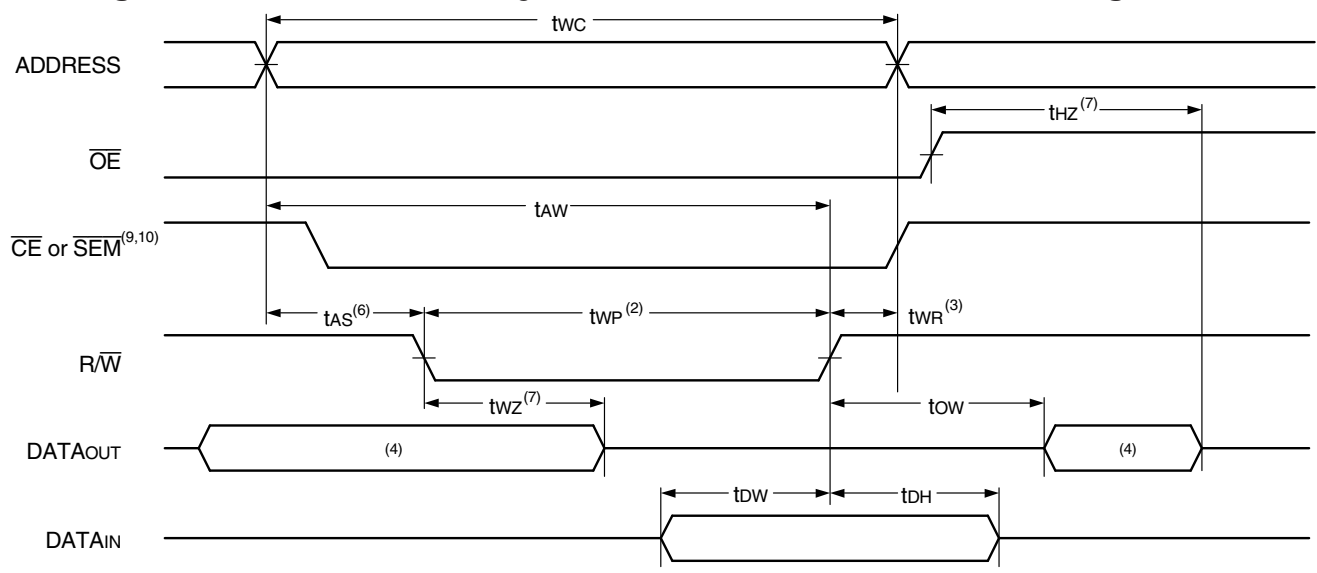 tWC
ADDRESS
tHZ(7)
OE
tAW
CE or SEM(9,10)
tAS(6) tWP(2) tWR(3)
R/W
tWZ(7) tOW
DATAOUT (4) (4)
tDW tDH
DATAIN